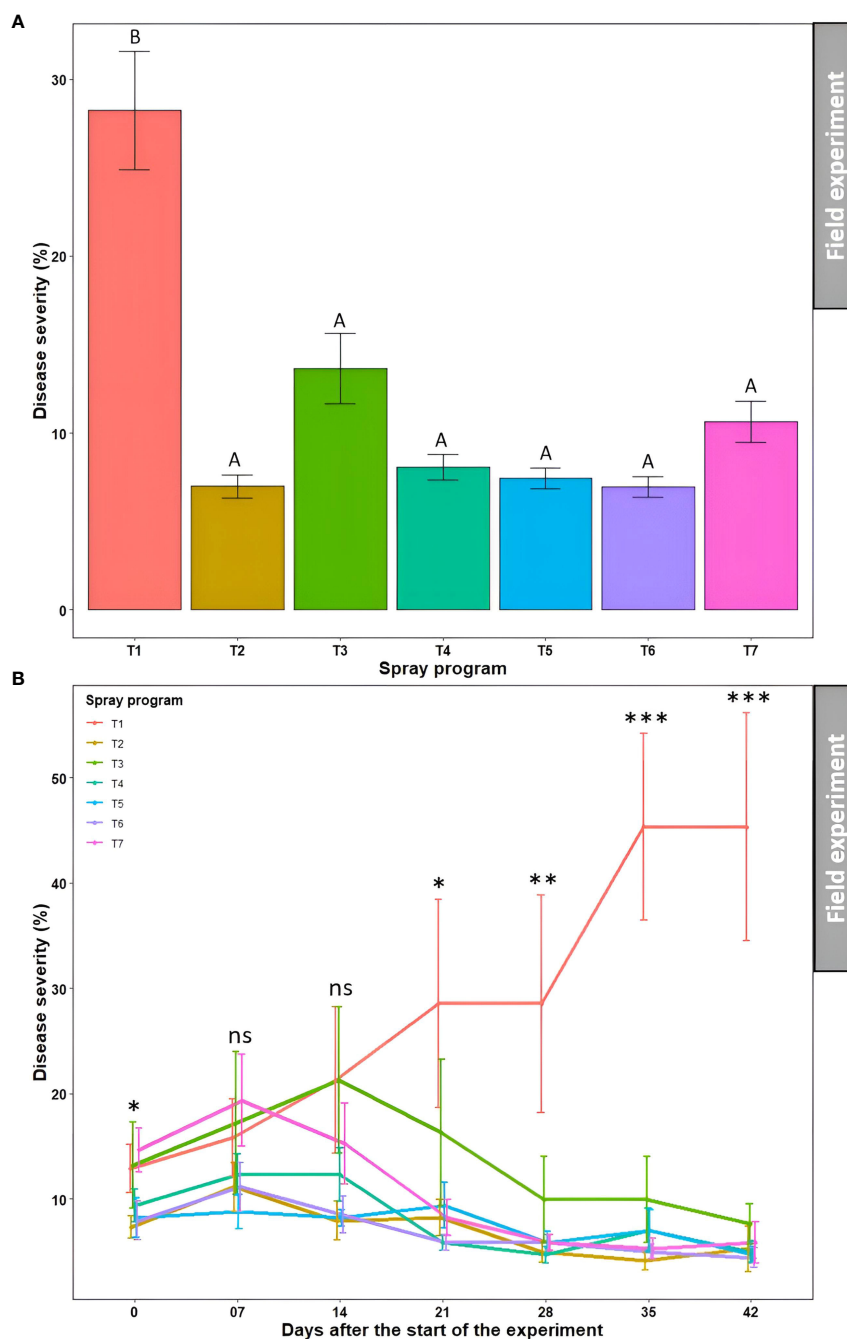 A
Field experiment
Disease severity (%)
30
20
10
0
B
A
A
A
A
A
A
T1
T2
T3
T4
T5
T6
T7
Spray program
B
Field experiment
Spray program
T1
T2
T3
T4
T5
T6
T7
Disease severity (%)
50
40
30
20
10
*
ns
ns
*
**
***
***
0
07
14
21
28
35
42
Days after the start of the experiment